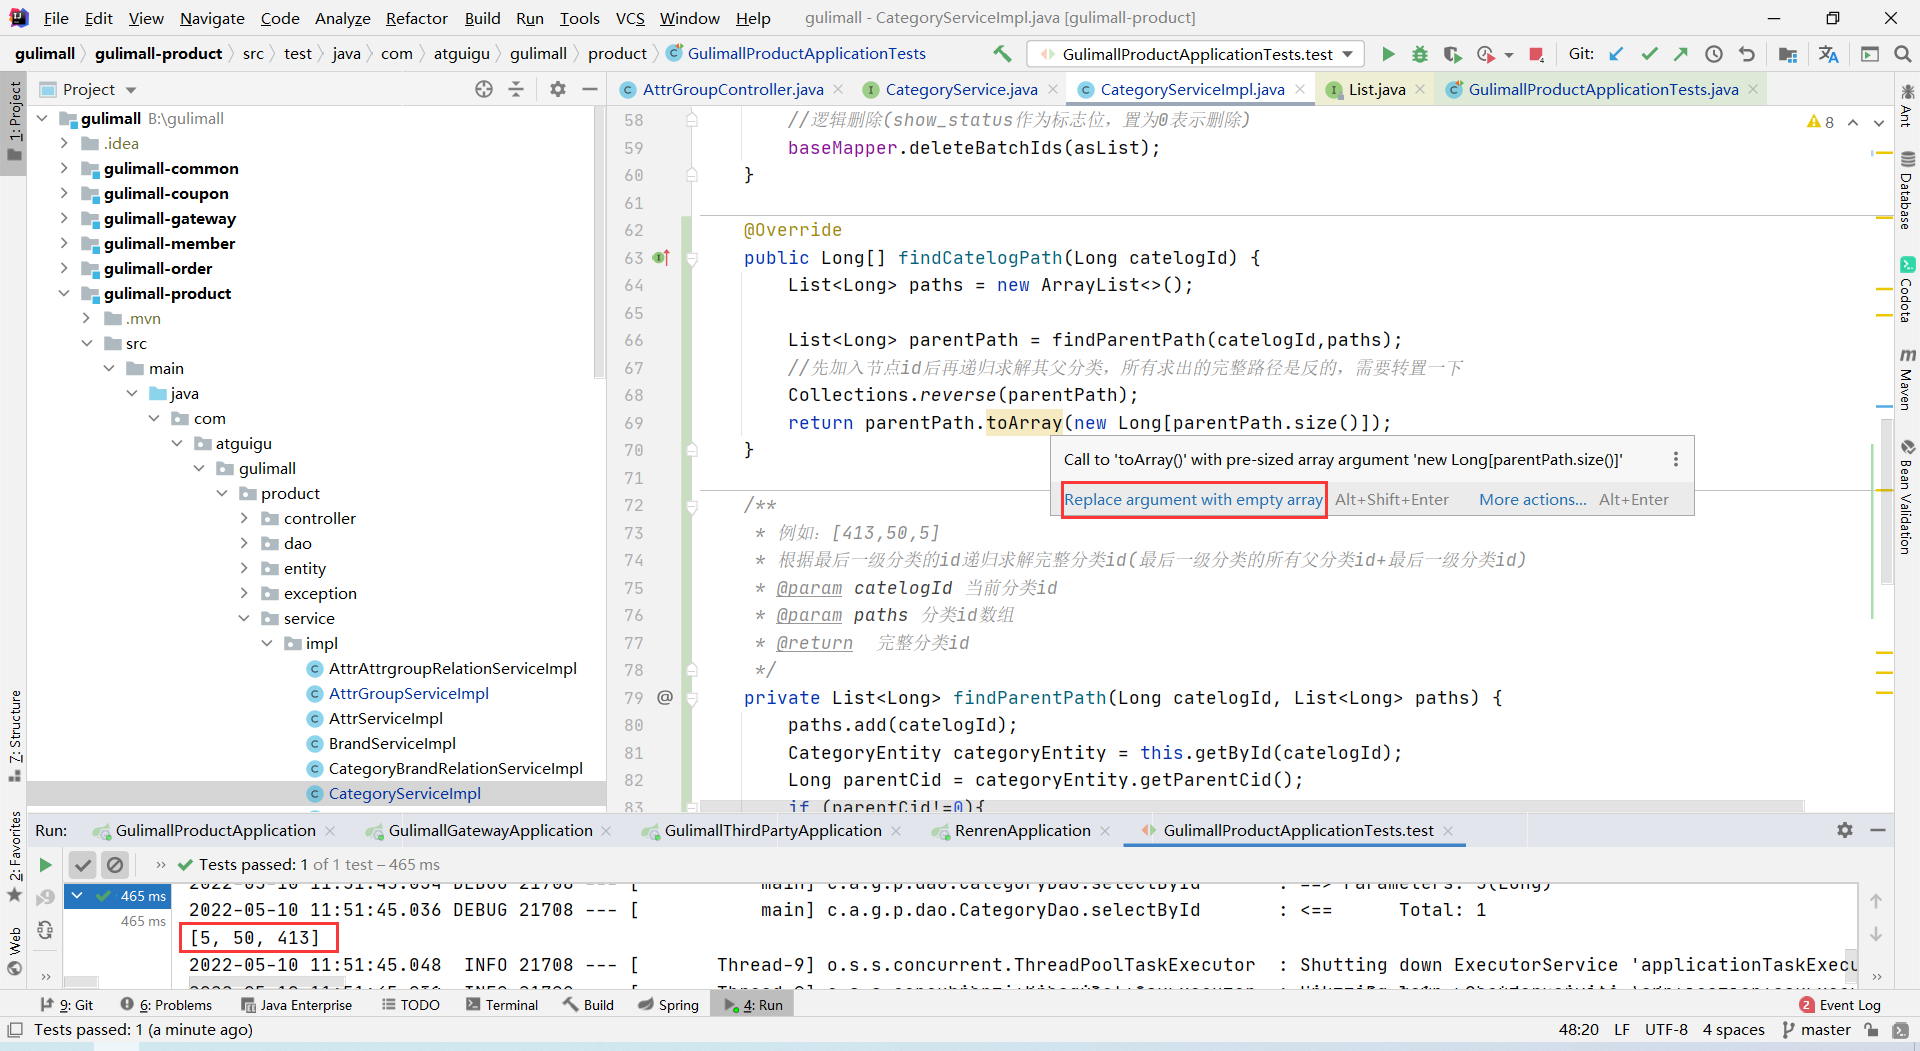 File Edit View Navigate Code Analyze Refactor Build Run Tools VCS Window Help gulimall - CategoryServiceImpl.java [gulimall-product]
gulimall gulimall-product src test java com atguigu gulimall product GulimallProductApplicationTests GulimallProductApplicationTests.test Git:
Project
AttrGroupController.java CategoryService.java CategoryServiceImpl.java List.java GulimallProductApplicationTests.java
1: Project
7: Structure
2: Favorites
Web
gulimall B:\gulimall
.idea
gulimall-common
gulimall-coupon
gulimall-gateway
gulimall-member
gulimall-order
gulimall-product
.mvn
src
main
java
com
atguigu
gulimall
product
controller
dao
entity
exception
service
impl
AttrAttrgroupRelationServiceImpl
AttrGroupServiceImpl
AttrServiceImpl
BrandServiceImpl
CategoryBrandRelationServiceImpl
CategoryServiceImpl
8
58 //逻辑删除(show_status作为标志位，置为0表示删除)
59 baseMapper.deleteBatchIds(asList);
60 }
61
62 @Override
63 public Long[] findCatelogPath(Long catelogId) {
64 List<Long> paths = new ArrayList<>();
65
66 List<Long> parentPath = findParentPath(catelogId,paths);
67 //先加入节点id后再递归求解其父分类，所有求出的完整路径是反的，需要转置一下
68 Collections.reverse(parentPath);
69 return parentPath.toArray(new Long[parentPath.size()]);
70 }
71
Call to 'toArray()' with pre-sized array argument 'new Long[parentPath.size()]'
Replace argument with empty array Alt+Shift+Enter More actions... Alt+Enter
72 /**
73 * 例如：[413,50,5]
74 * 根据最后一级分类的id递归求解完整分类id(最后一级分类的所有父分类id+最后一级分类id)
75 * @param catelogId 当前分类id
76 * @param paths 分类id数组
77 * @return 完整分类id
78 */
79 private List<Long> findParentPath(Long catelogId, List<Long> paths) {
80 paths.add(catelogId);
81 CategoryEntity categoryEntity = this.getById(catelogId);
82 Long parentCid = categoryEntity.getParentCid();
83 if (parentCid!=0){
Ant
Database
Codota
Maven
Bean Validation
Run: GulimallProductApplication GulimallGatewayApplication GulimallThirdPartyApplication RenrenApplication GulimallProductApplicationTests.test
Tests passed: 1 of 1 test – 465 ms
465 ms
465 ms
2022-05-10 11:51:45.034 DEBUG 21708 --- [ main] c.a.g.p.dao.CategoryDao.selectById : ==> Parameters: 5(Long)
2022-05-10 11:51:45.036 DEBUG 21708 --- [ main] c.a.g.p.dao.CategoryDao.selectById : <== Total: 1
[5, 50, 413]
2022-05-10 11:51:45.048 INFO 21708 --- [ Thread-9] o.s.s.concurrent.ThreadPoolTaskExecutor : Shutting down ExecutorService 'applicationTaskExecu
9: Git 6: Problems Java Enterprise TODO Terminal Build Spring 4: Run 2 Event Log
Tests passed: 1 (a minute ago) 48:20 LF UTF-8 4 spaces master